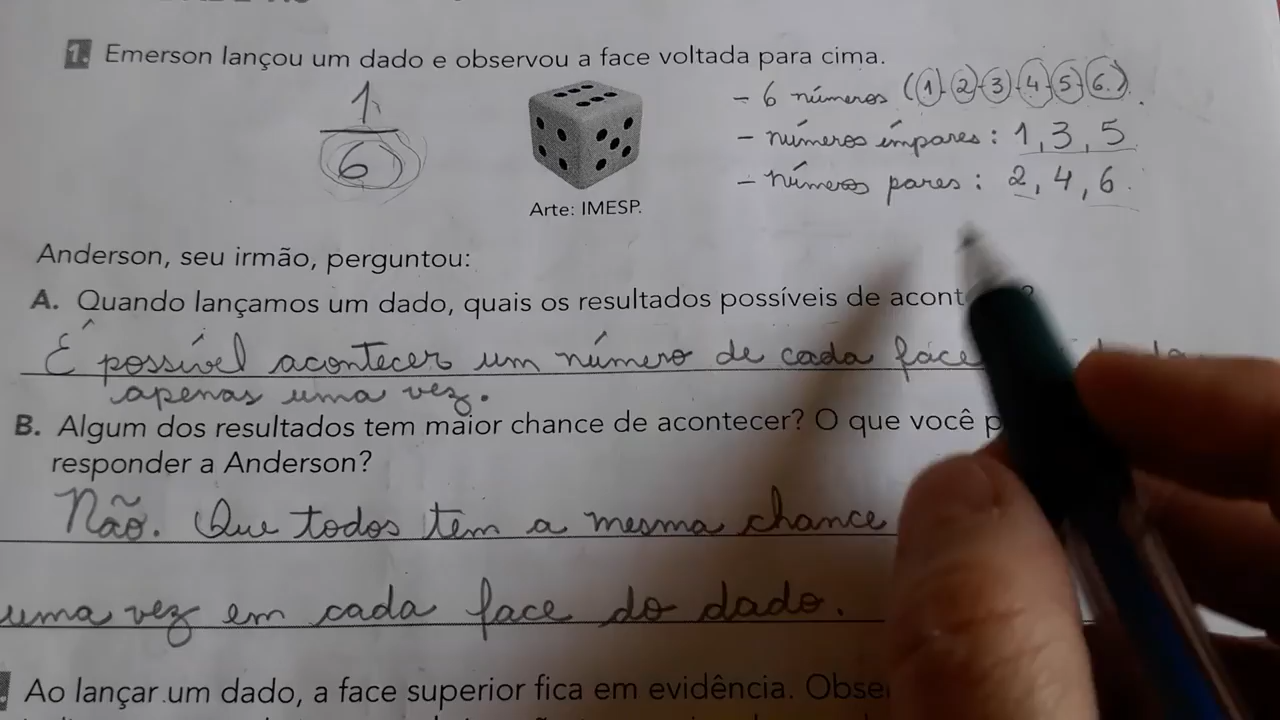 1. Emerson lançou um dado e observou a face voltada para cima.
1
6
- 6 números (1-2-3-4-5-6.).
- números ímpares: 1, 3, 5
- números pares: 2, 4, 6.
Arte: IMESP.
Anderson, seu irmão, perguntou:
A. Quando lançamos um dado, quais os resultados possíveis de acont ?
É possível acontecer um número de cada face
apenas uma vez.
B. Algum dos resultados tem maior chance de acontecer? O que você p
responder a Anderson?
Não. Que todos tem a mesma chance
uma vez em cada face do dado.
Ao lançar um dado, a face superior fica em evidência. Obser